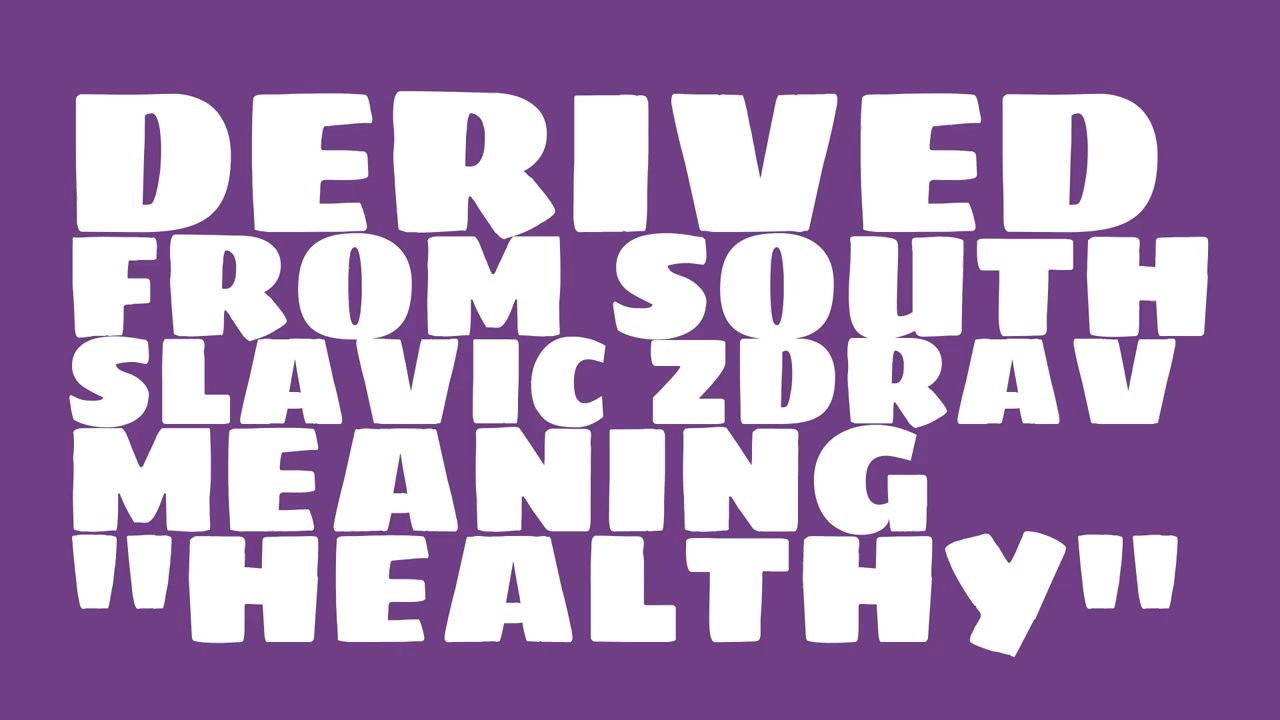 DERIVED
FROM SOUTH
SLAVIC ZDRAV
MEANING
"HEALTHY"